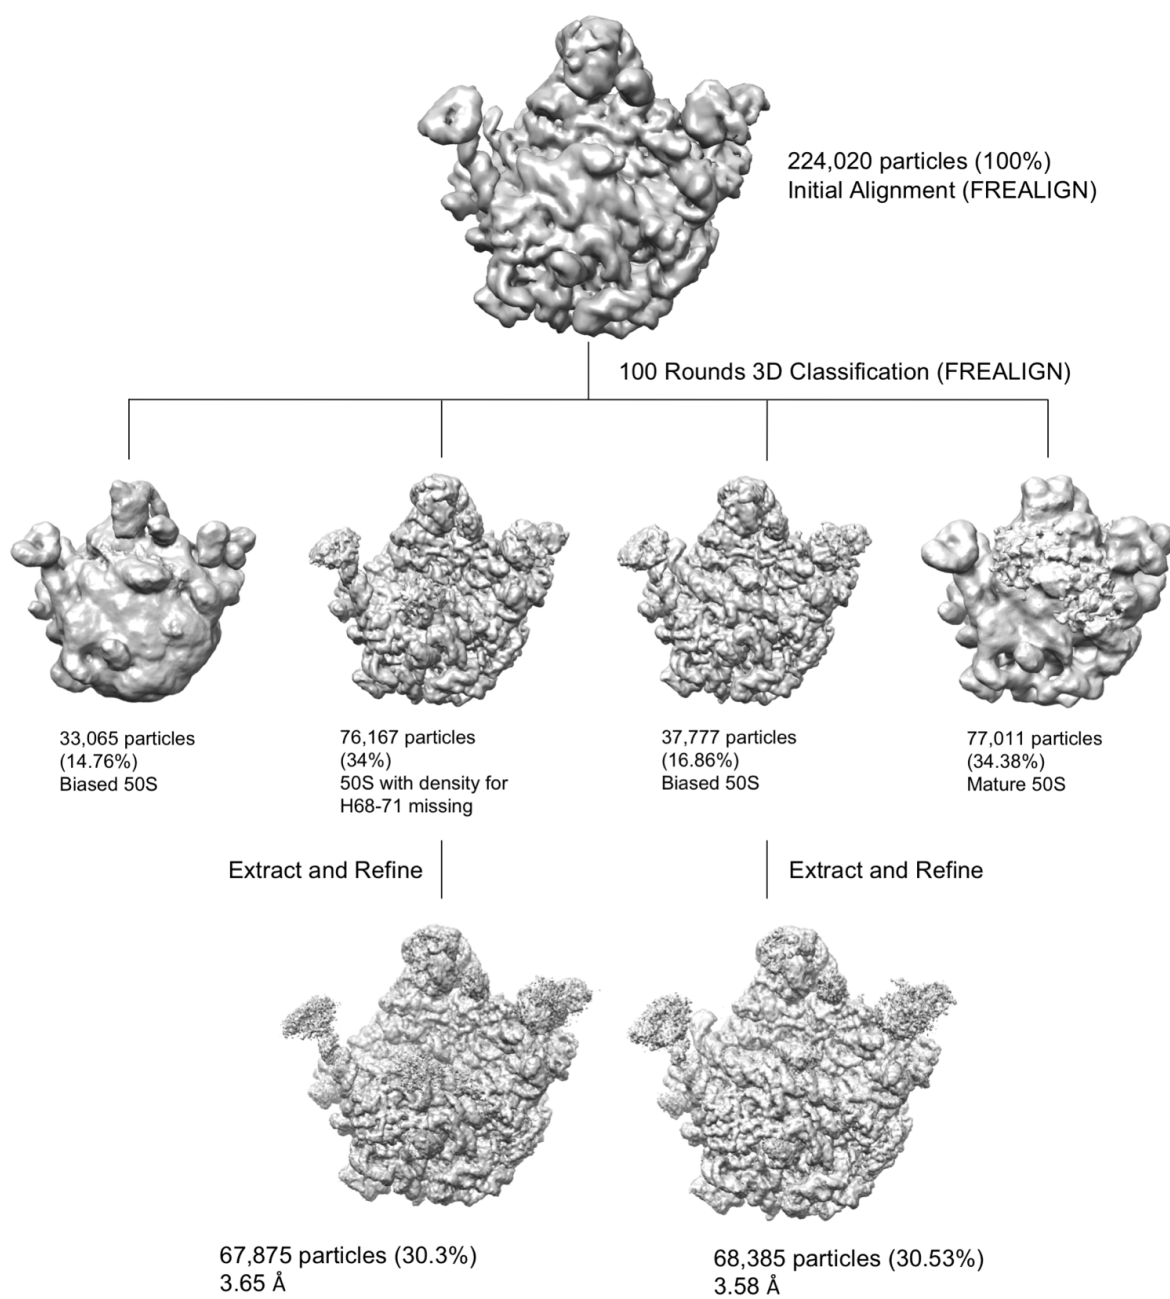 224,020 particles (100%)
Initial Alignment (FREALIGN)
100 Rounds 3D Classification (FREALIGN)
33,065 particles
(14.76%)
Biased 50S
76,167 particles
(34%)
50S with density for
H68-71 missing
37,777 particles
(16.86%)
Biased 50S
77,011 particles
(34.38%)
Mature 50S
Extract and Refine
Extract and Refine
67,875 particles (30.3%)
3.65 Å
68,385 particles (30.53%)
3.58 Å